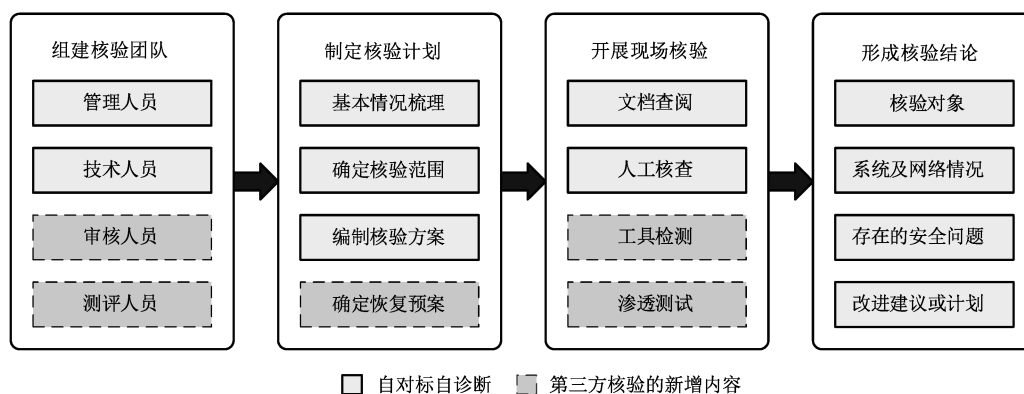 组建核验团队
管理人员
技术人员
审核人员
测评人员
制定核验计划
基本情况梳理
确定核验范围
编制核验方案
确定恢复预案
开展现场核验
文档查阅
人工核查
工具检测
渗透测试
形成核验结论
核验对象
系统及网络情况
存在的安全问题
改进建议或计划
自对标自诊断
第三方核验的新增内容